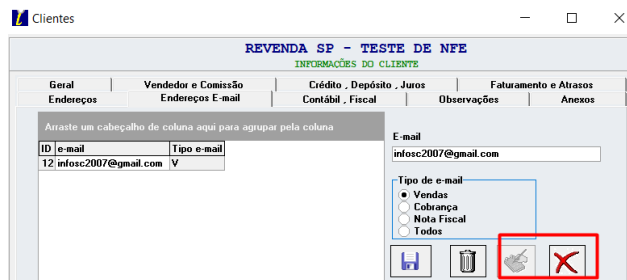 Clientes
REVENDA SP - TESTE DE NFE
INFORMAÇÕES DO CLIENTE
Geral
Vendedor e Comissão
Crédito , Depósito , Juros
Faturamento e Atrasos
Endereços
Endereços E-mail
Contábil , Fiscal
Observações
Anexos
Arraste um cabeçalho de coluna aqui para agrupar pela coluna
ID e-mail Tipo e-mail
12 infosc2007@gmail.com V
E-mail
infosc2007@gmail.com
Tipo de e-mail
Vendas
Cobrança
Nota Fiscal
Todos